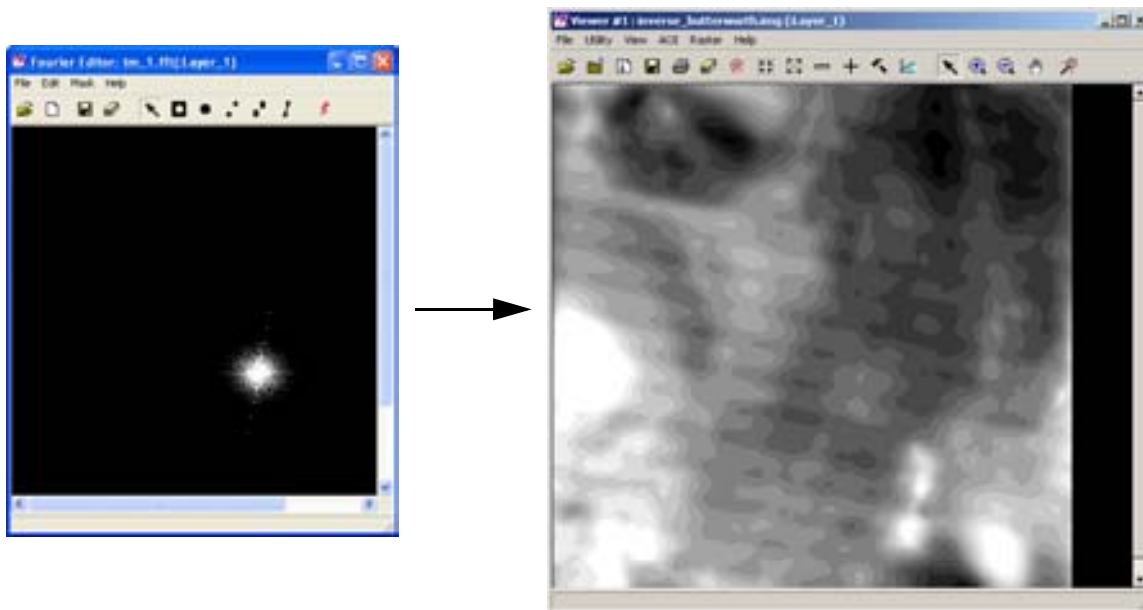 Fourier Editor: tm_1.fft(:Layer_1)
File Edit Mask Help
Viewer #1 : inverse_butterworth.img (:Layer_1)
File Utility View AOI Raster Help